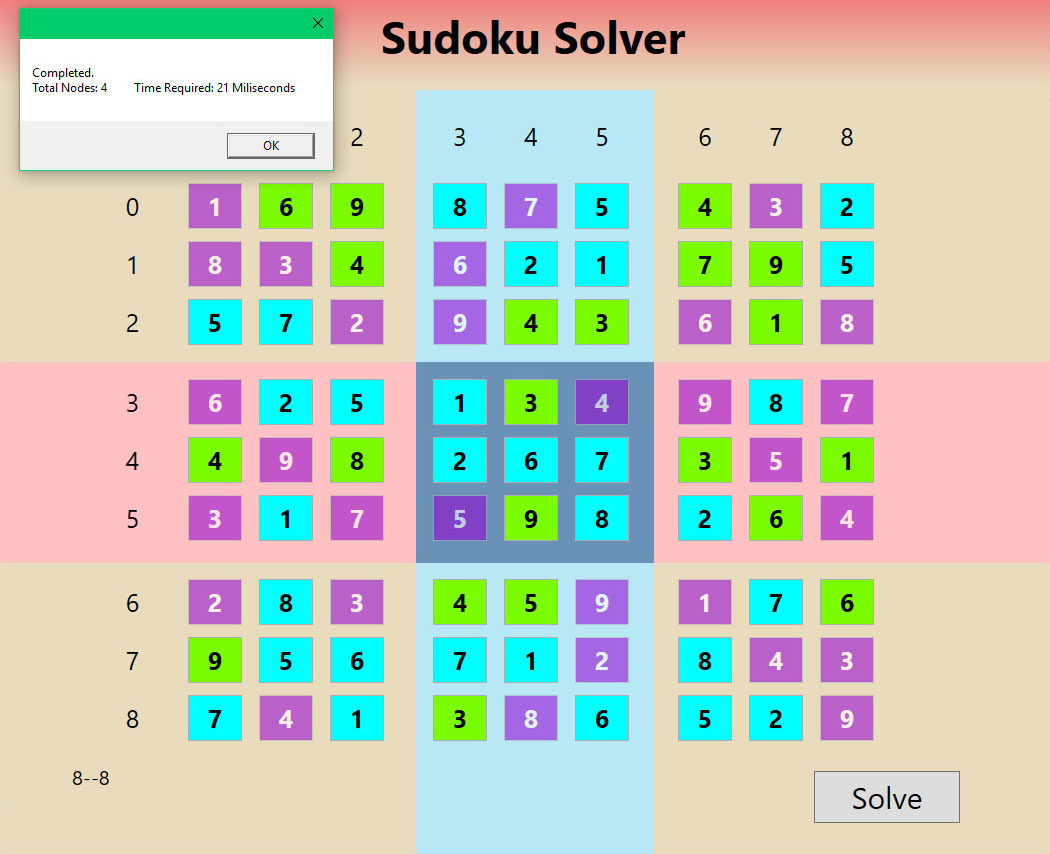 Sudoku Solver
Completed.
Total Nodes: 4 Time Required: 21 Miliseconds
OK
2 3 4 5 6 7 8
0 1 6 9 8 7 5 4 3 2
1 8 3 4 6 2 1 7 9 5
2 5 7 2 9 4 3 6 1 8
3 6 2 5 1 3 4 9 8 7
4 4 9 8 2 6 7 3 5 1
5 3 1 7 5 9 8 2 6 4
6 2 8 3 4 5 9 1 7 6
7 9 5 6 7 1 2 8 4 3
8 7 4 1 3 8 6 5 2 9
8--8
Solve